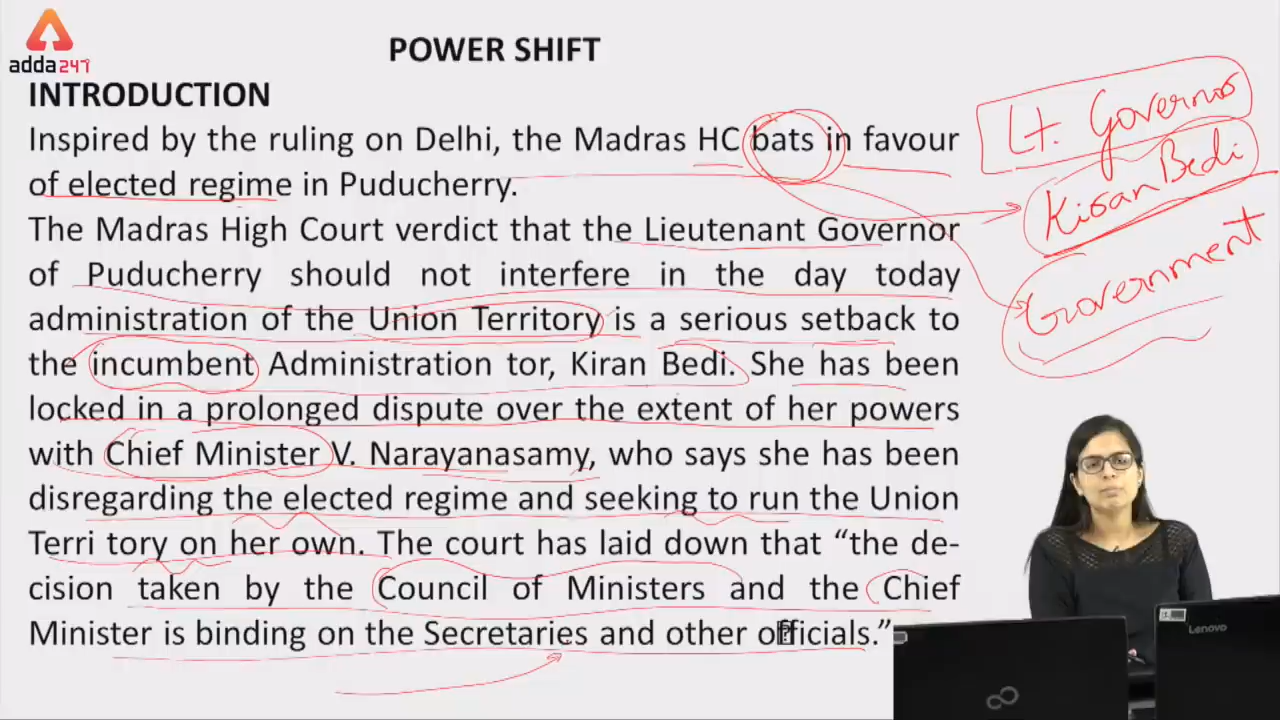 adda247
POWER SHIFT
INTRODUCTION
Inspired by the ruling on Delhi, the Madras HC bats in favour
of elected regime in Puducherry.
The Madras High Court verdict that the Lieutenant Governor
of Puducherry should not interfere in the day today
administration of the Union Territory is a serious setback to
the incumbent Administration tor, Kiran Bedi. She has been
locked in a prolonged dispute over the extent of her powers
with Chief Minister V. Narayanasamy, who says she has been
disregarding the elected regime and seeking to run the Union
Terri tory on her own. The court has laid down that “the de-
cision taken by the Council of Ministers and the Chief
Minister is binding on the Secretaries and other officials.”
Lt. Governor
Kiran Bedi
Government
Lenovo